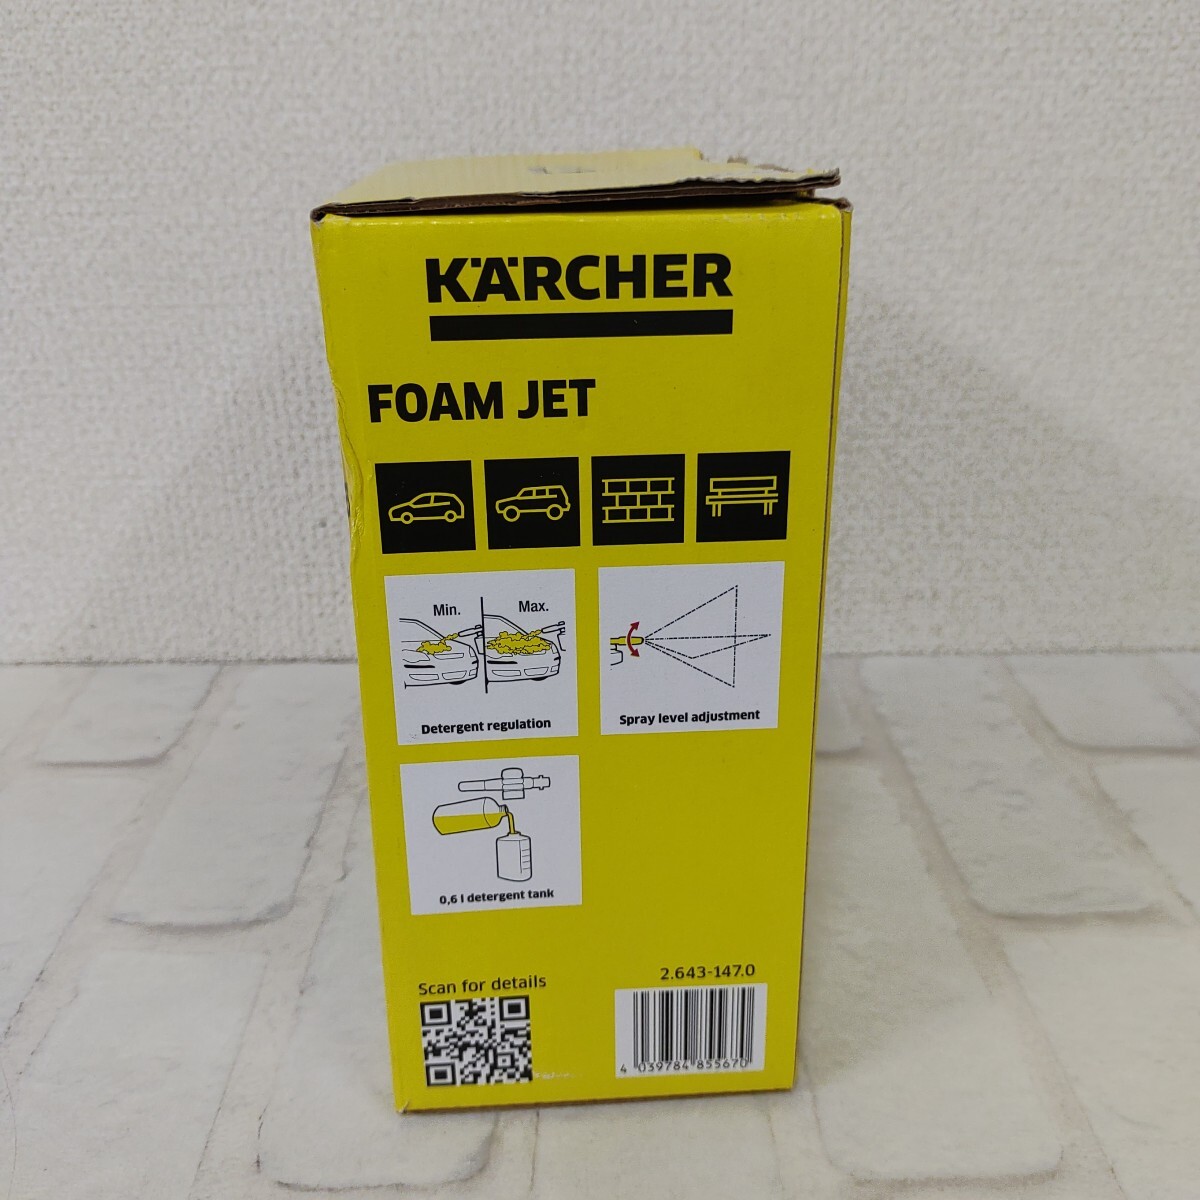 KÄRCHER
FOAM JET
Min. Max.
Detergent regulation
Spray level adjustment
0,6 l detergent tank
Scan for details
2.643-147.0
4 039784 855670